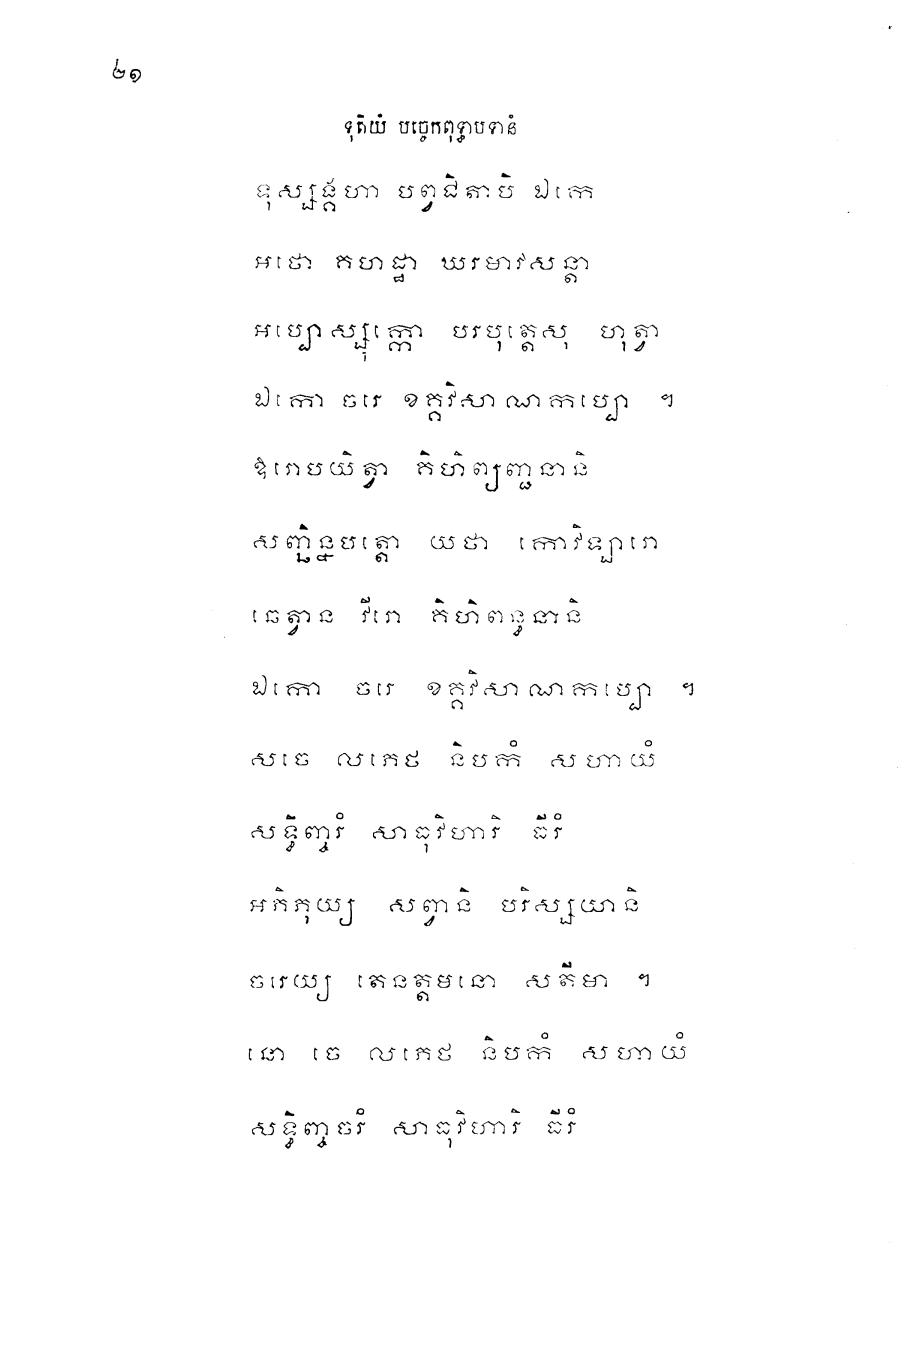 ២១
ទុតិយំ បច្ចេកពុទ្ធាបទានំ
ទុស្សង្គហា បព្វជិតាបិ ឯកេ
អថោ គហដ្ឋា ឃរមាវសន្តា
អប្បោស្សុក្កោ បរបុត្តេសុ ហុត្វា
ឯកោ ចរេ ខគ្គវិសាណកប្បោ ។
ឱរោបយិត្វា គិហិព្យញ្ជនានិ
សញ្ឆិន្នបត្តោ យថា កោវិឡារោ
ឆេត្វាន វីរោ គិហិពន្ធនានិ
ឯកោ ចរេ ខគ្គវិសាណកប្បោ ។
សចេ លភេថ និបកំ សហាយំ
សទ្ធិញ្ចរំ សាធុវិហារិ ធីរំ
អភិភុយ្យ សព្វានិ បរិស្សយានិ
ចរេយ្យ តេនត្តមនោ សតីមា ។
នោ ចេ លភេថ និបកំ សហាយំ
សទ្ធិញ្ចចរំ សាធុវិហារិ ធីរំ